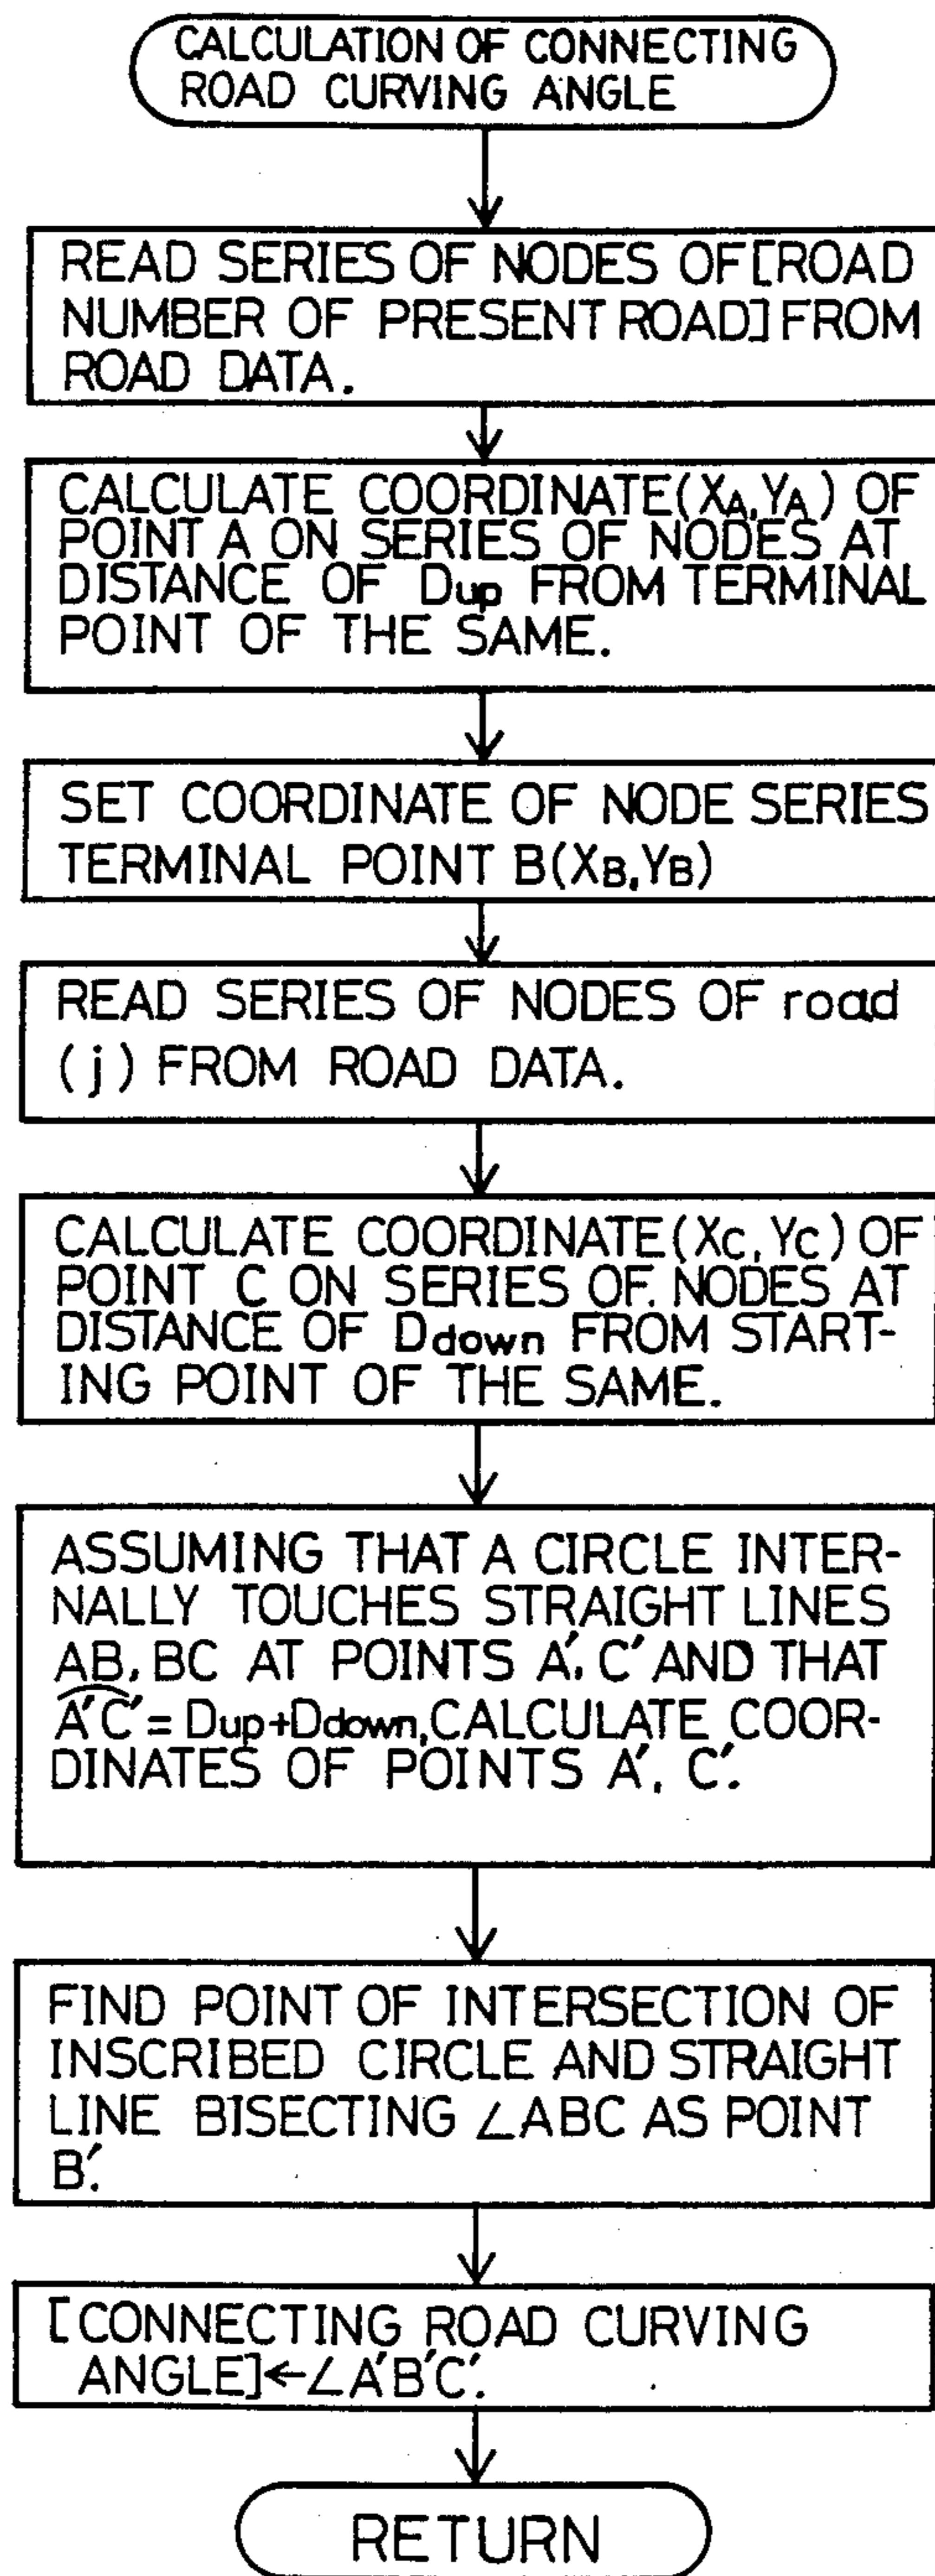 CALCULATION OF CONNECTING
ROAD CURVING ANGLE
READ SERIES OF NODES OF [ROAD
NUMBER OF PRESENT ROAD] FROM
ROAD DATA.
CALCULATE COORDINATE(XA,YA) OF
POINT A ON SERIES OF NODES AT
DISTANCE OF Dup FROM TERMINAL
POINT OF THE SAME.
SET COORDINATE OF NODE SERIES
TERMINAL POINT B(XB,YB)
READ SERIES OF NODES OF road
(j) FROM ROAD DATA.
CALCULATE COORDINATE(XC,YC) OF
POINT C ON SERIES OF NODES AT
DISTANCE OF Ddown FROM START-
ING POINT OF THE SAME.
ASSUMING THAT A CIRCLE INTER-
NALLY TOUCHES STRAIGHT LINES
AB, BC AT POINTS A', C' AND THAT
A'C' = Dup+Ddown, CALCULATE COOR-
DINATES OF POINTS A', C'.
FIND POINT OF INTERSECTION OF
INSCRIBED CIRCLE AND STRAIGHT
LINE BISECTING ∠ABC AS POINT
B'.
[CONNECTING ROAD CURVING
ANGLE]←∠A'B'C'.
RETURN